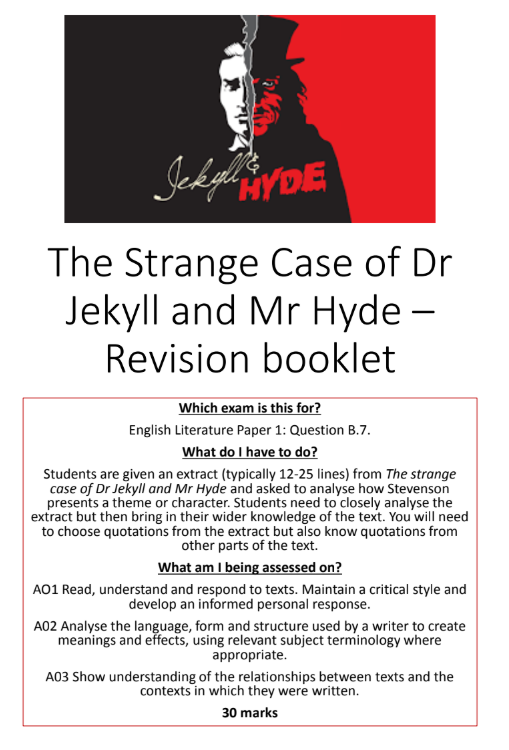 Jekyll
&
HYDE
The Strange Case of Dr
Jekyll and Mr Hyde –
Revision booklet
Which exam is this for?
English Literature Paper 1: Question B.7.
What do I have to do?
Students are given an extract (typically 12-25 lines) from The strange
case of Dr Jekyll and Mr Hyde and asked to analyse how Stevenson
presents a theme or character. Students need to closely analyse the
extract but then bring in their wider knowledge of the text. You will need
to choose quotations from the extract but also know quotations from
other parts of the text.
What am I being assessed on?
AO1 Read, understand and respond to texts. Maintain a critical style and
develop an informed personal response.
A02 Analyse the language, form and structure used by a writer to create
meanings and effects, using relevant subject terminology where
appropriate.
A03 Show understanding of the relationships between texts and the
contexts in which they were written.
30 marks